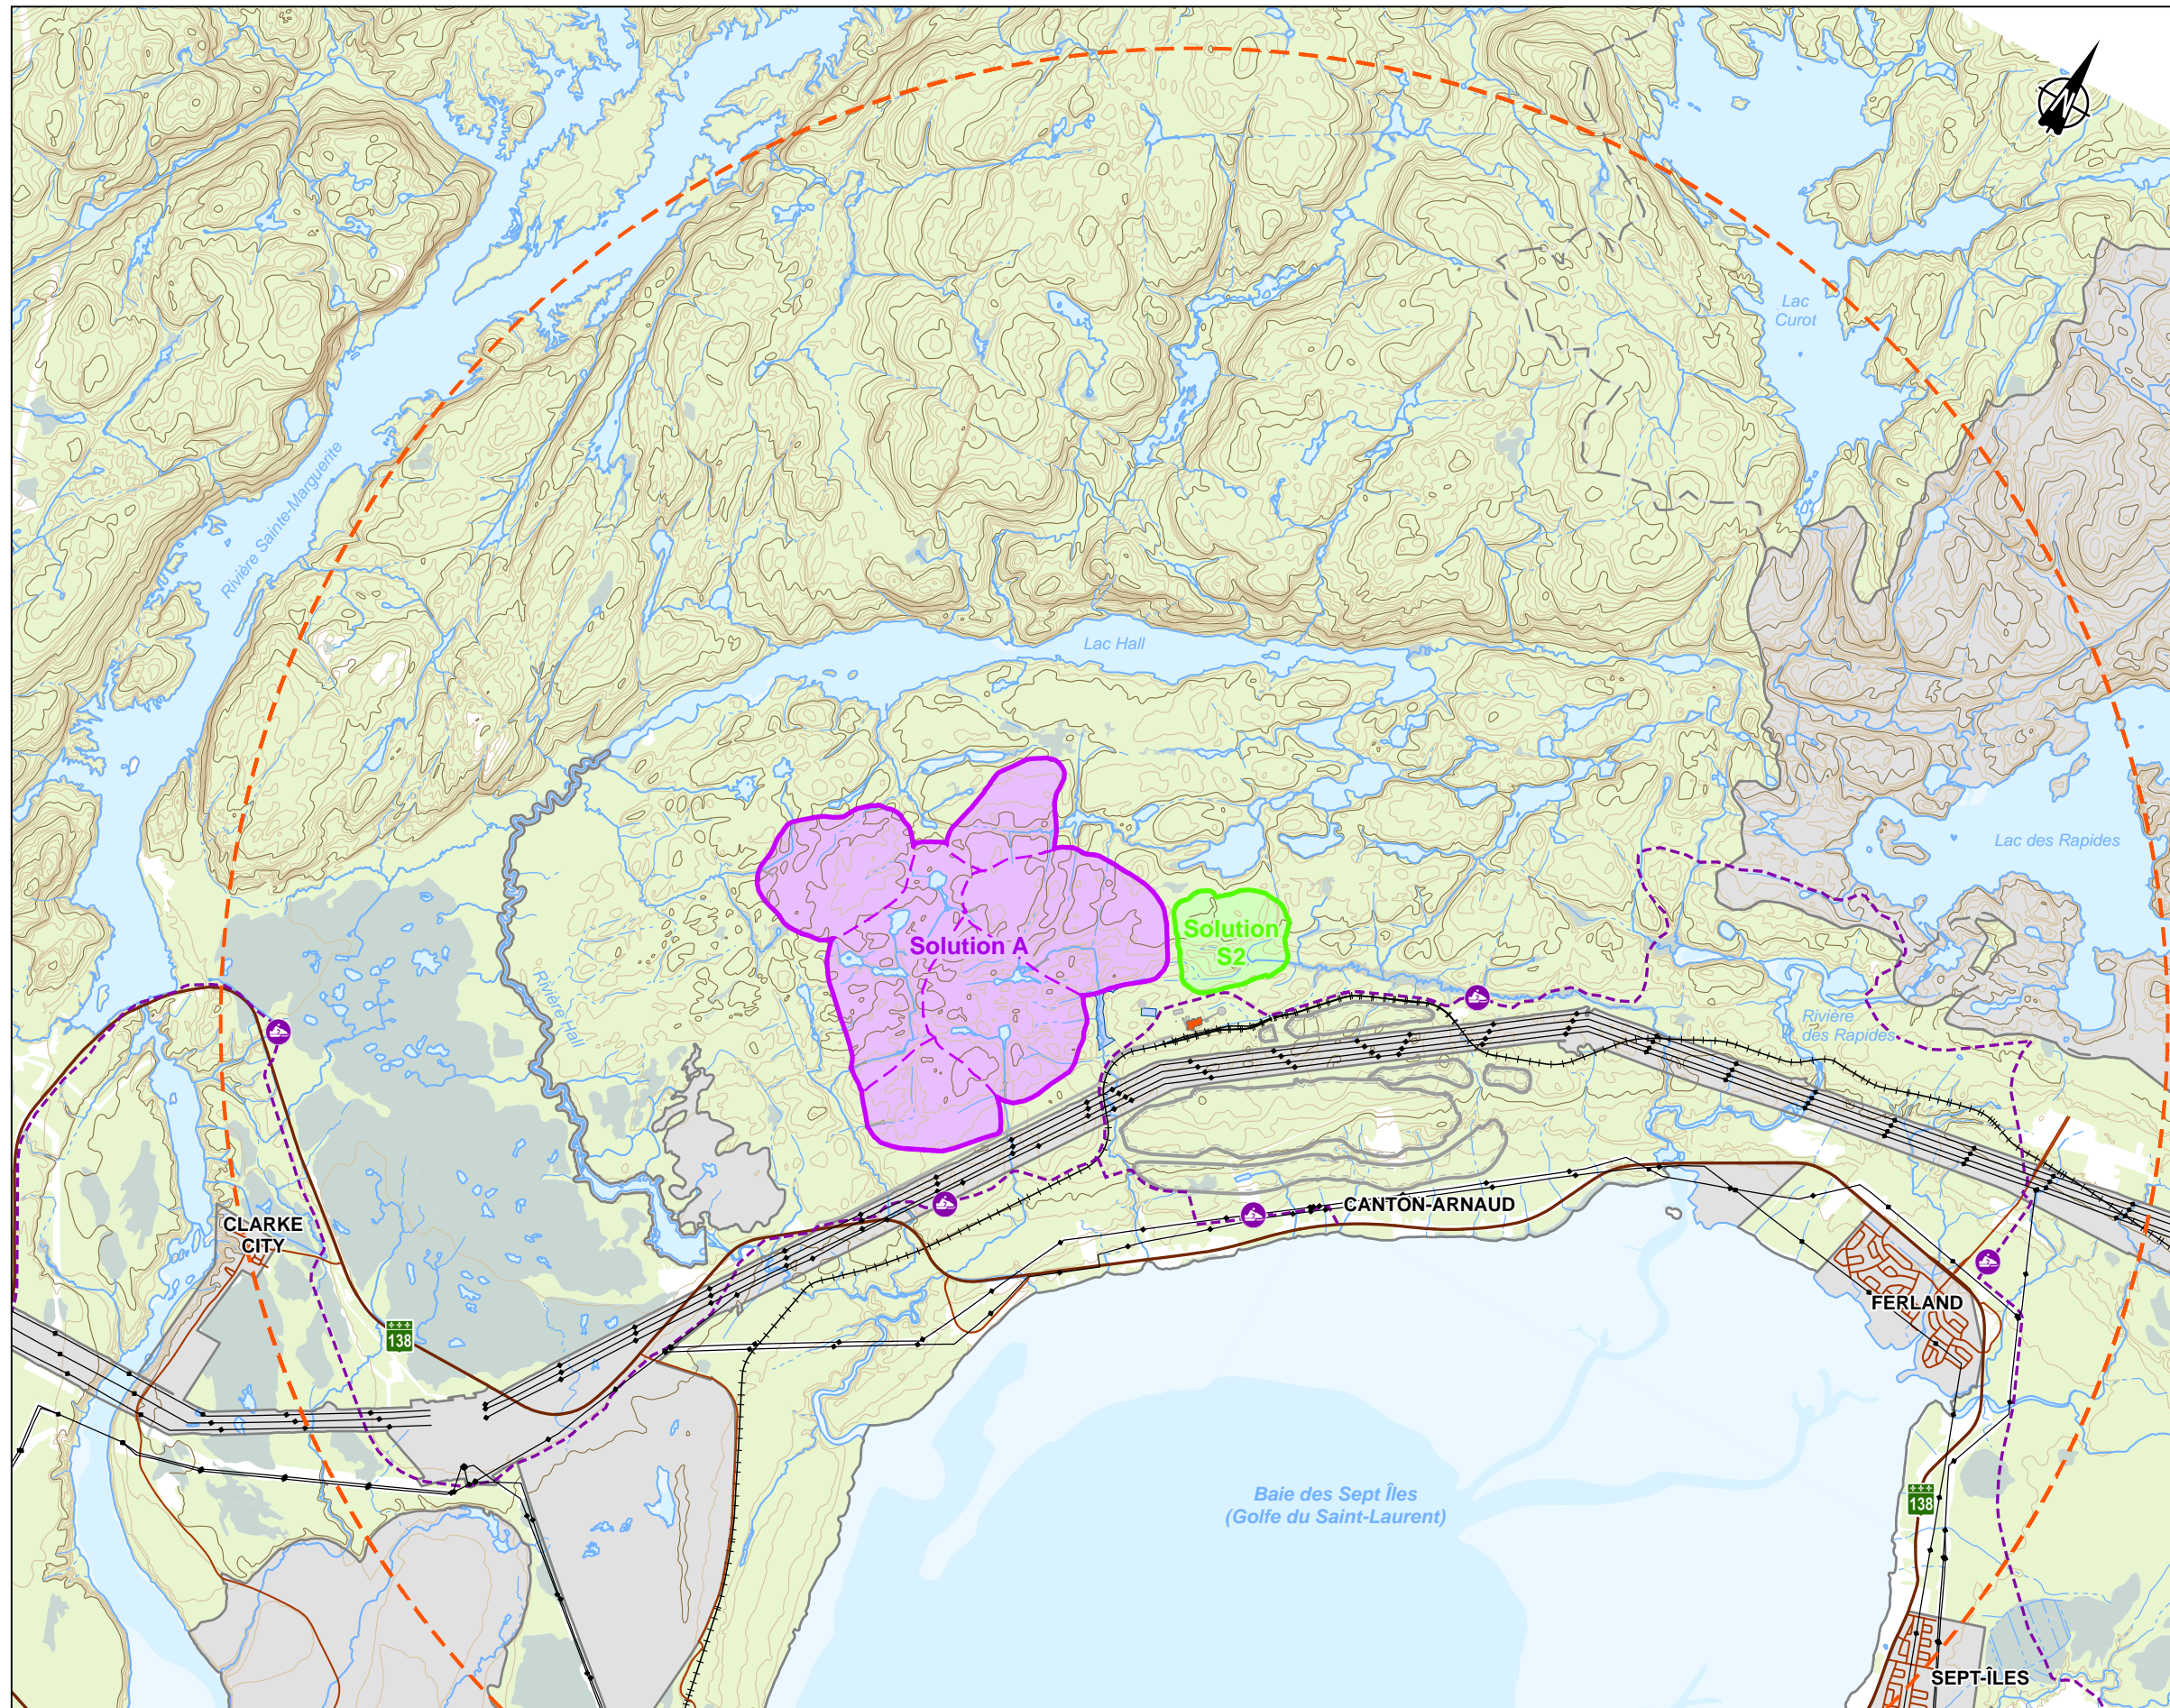 N
Lac
Curot
Rivière Sainte-Marguerite
Lac Hall
Lac des Rapides
Solution A
Solution
S2
Rivière Hall
Rivière
des Rapides
CLARKE
CITY
CANTON-ARNAUD
FERLAND
138
Baie des Sept Îles
(Golfe du Saint-Laurent)
138
SEPT-ÎLES